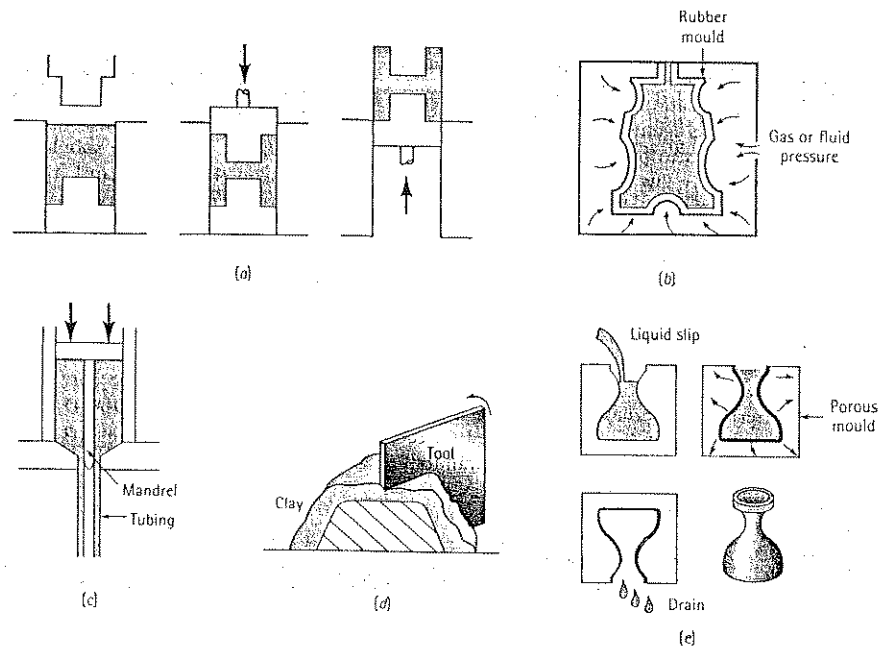 Rubber
mould
Gas or fluid
pressure
(a)
(b)
Liquid slip
Porous
mould
Tool
Clay
Mandrel
Tubing
Drain
(c)
(d)
(e)